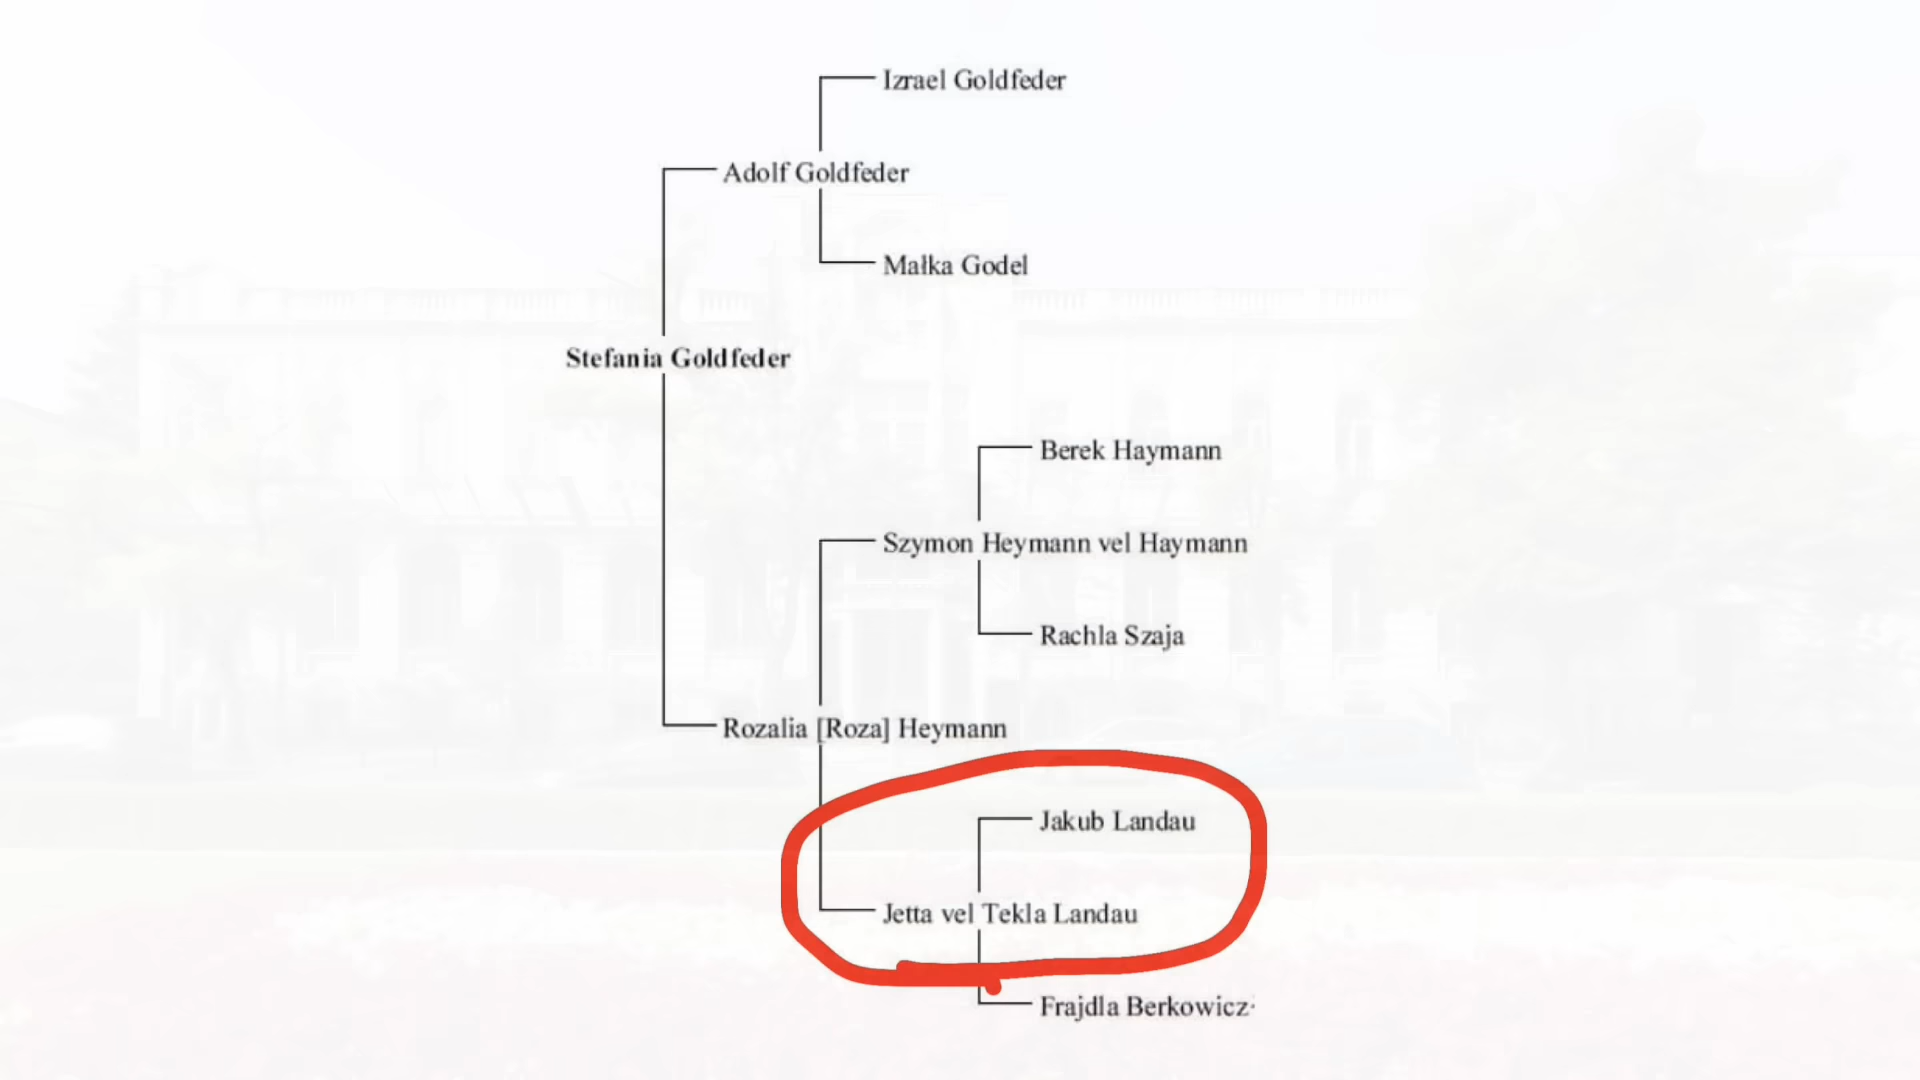 Izrael Goldfeder
Adolf Goldfeder
Małka Godel
Stefania Goldfeder
Berek Haymann
Szymon Heymann vel Haymann
Rachla Szaja
Rozalia [Roza] Heymann
Jakub Landau
Jetta vel Tekla Landau
Frajdla Berkowicz